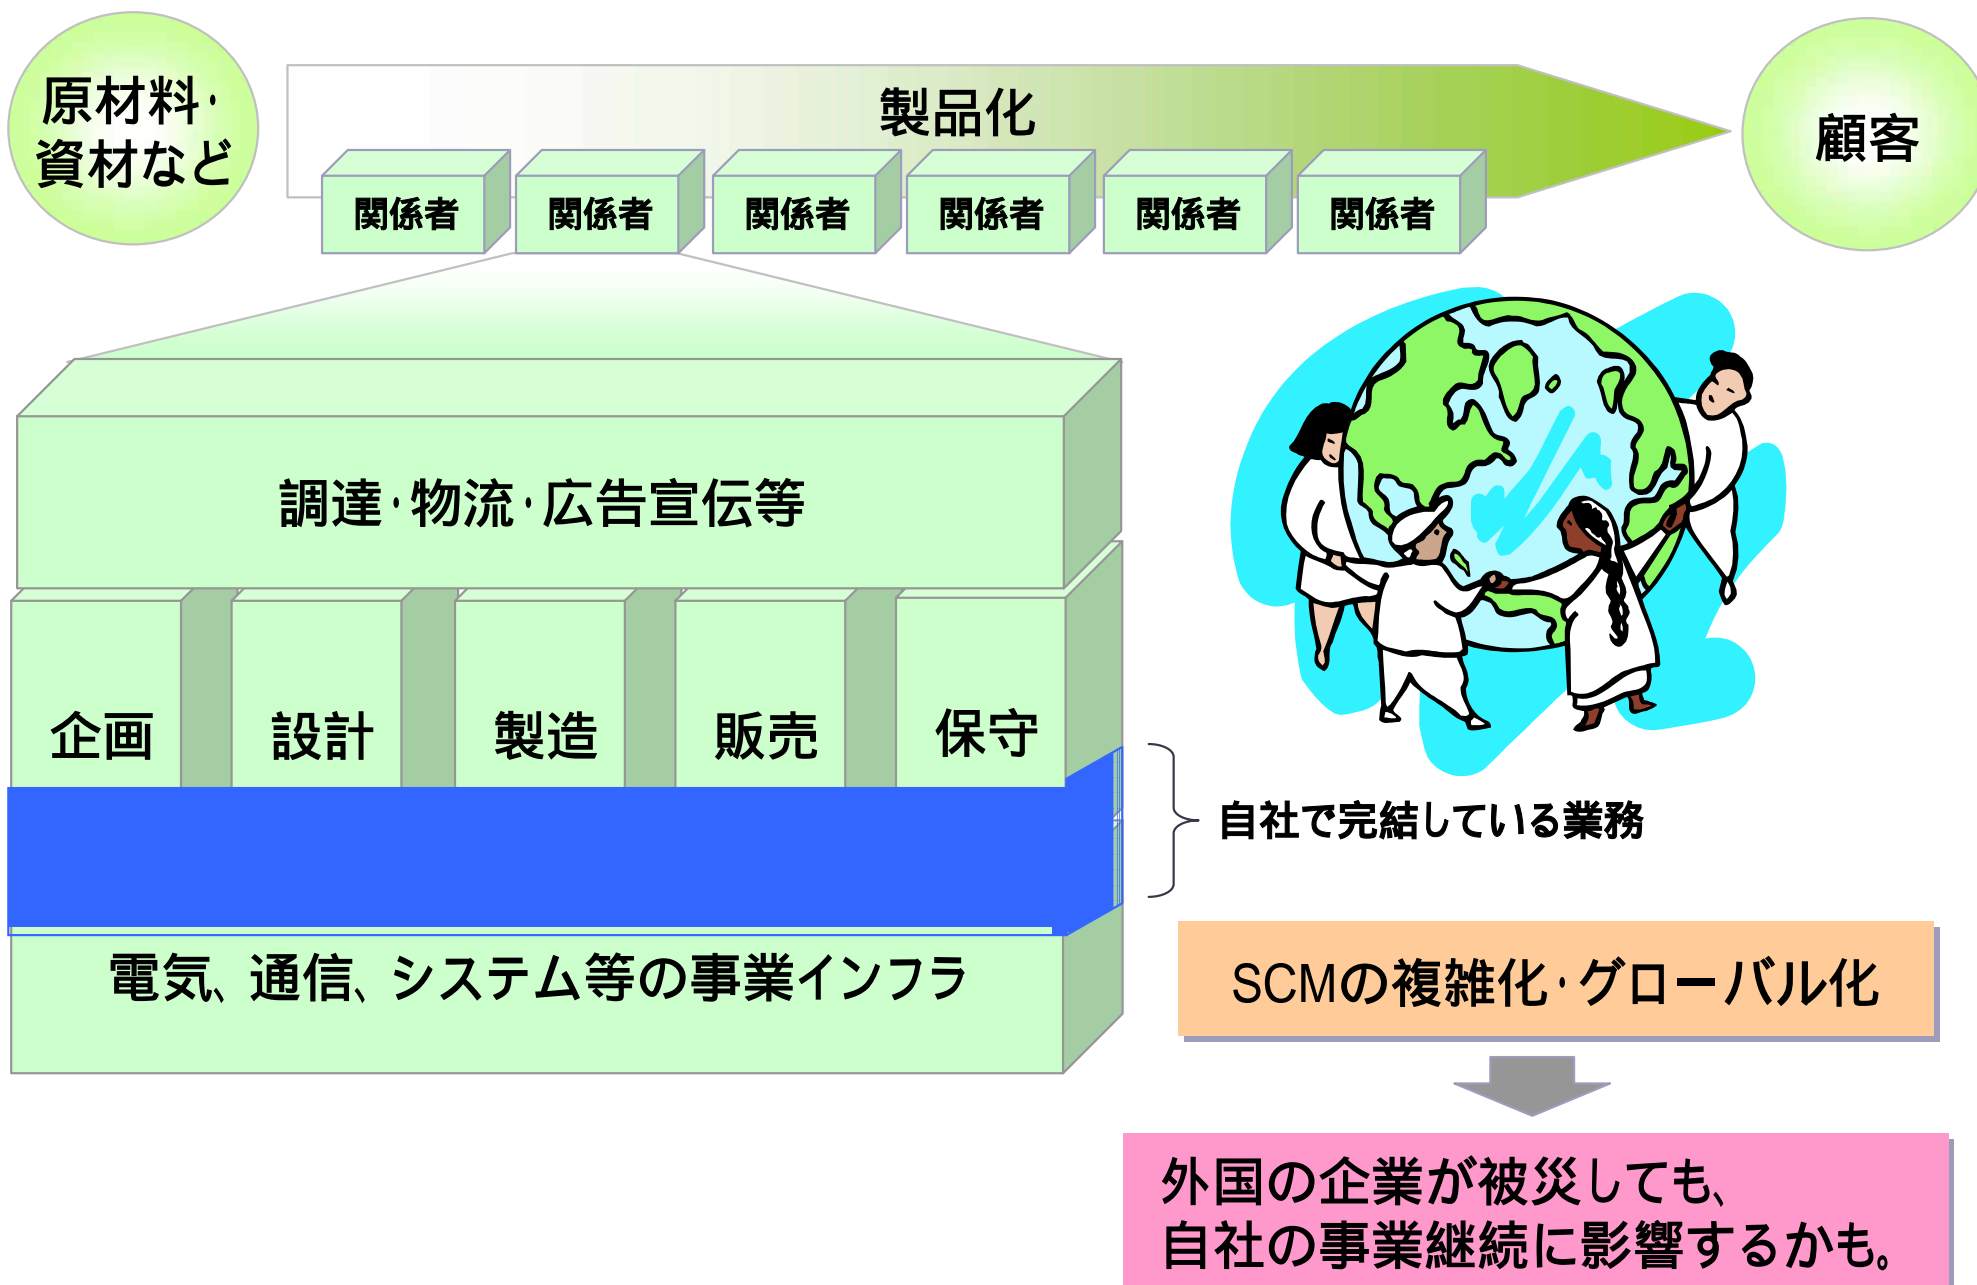 原材料・
資材など
製品化
顧客
関係者
関係者
関係者
関係者
関係者
関係者
調達・物流・広告宣伝等
企画
設計
製造
販売
保守
自社で完結している業務
電気、通信、システム等の事業インフラ
SCMの複雑化・グローバル化
外国の企業が被災しても、
自社の事業継続に影響するかも。